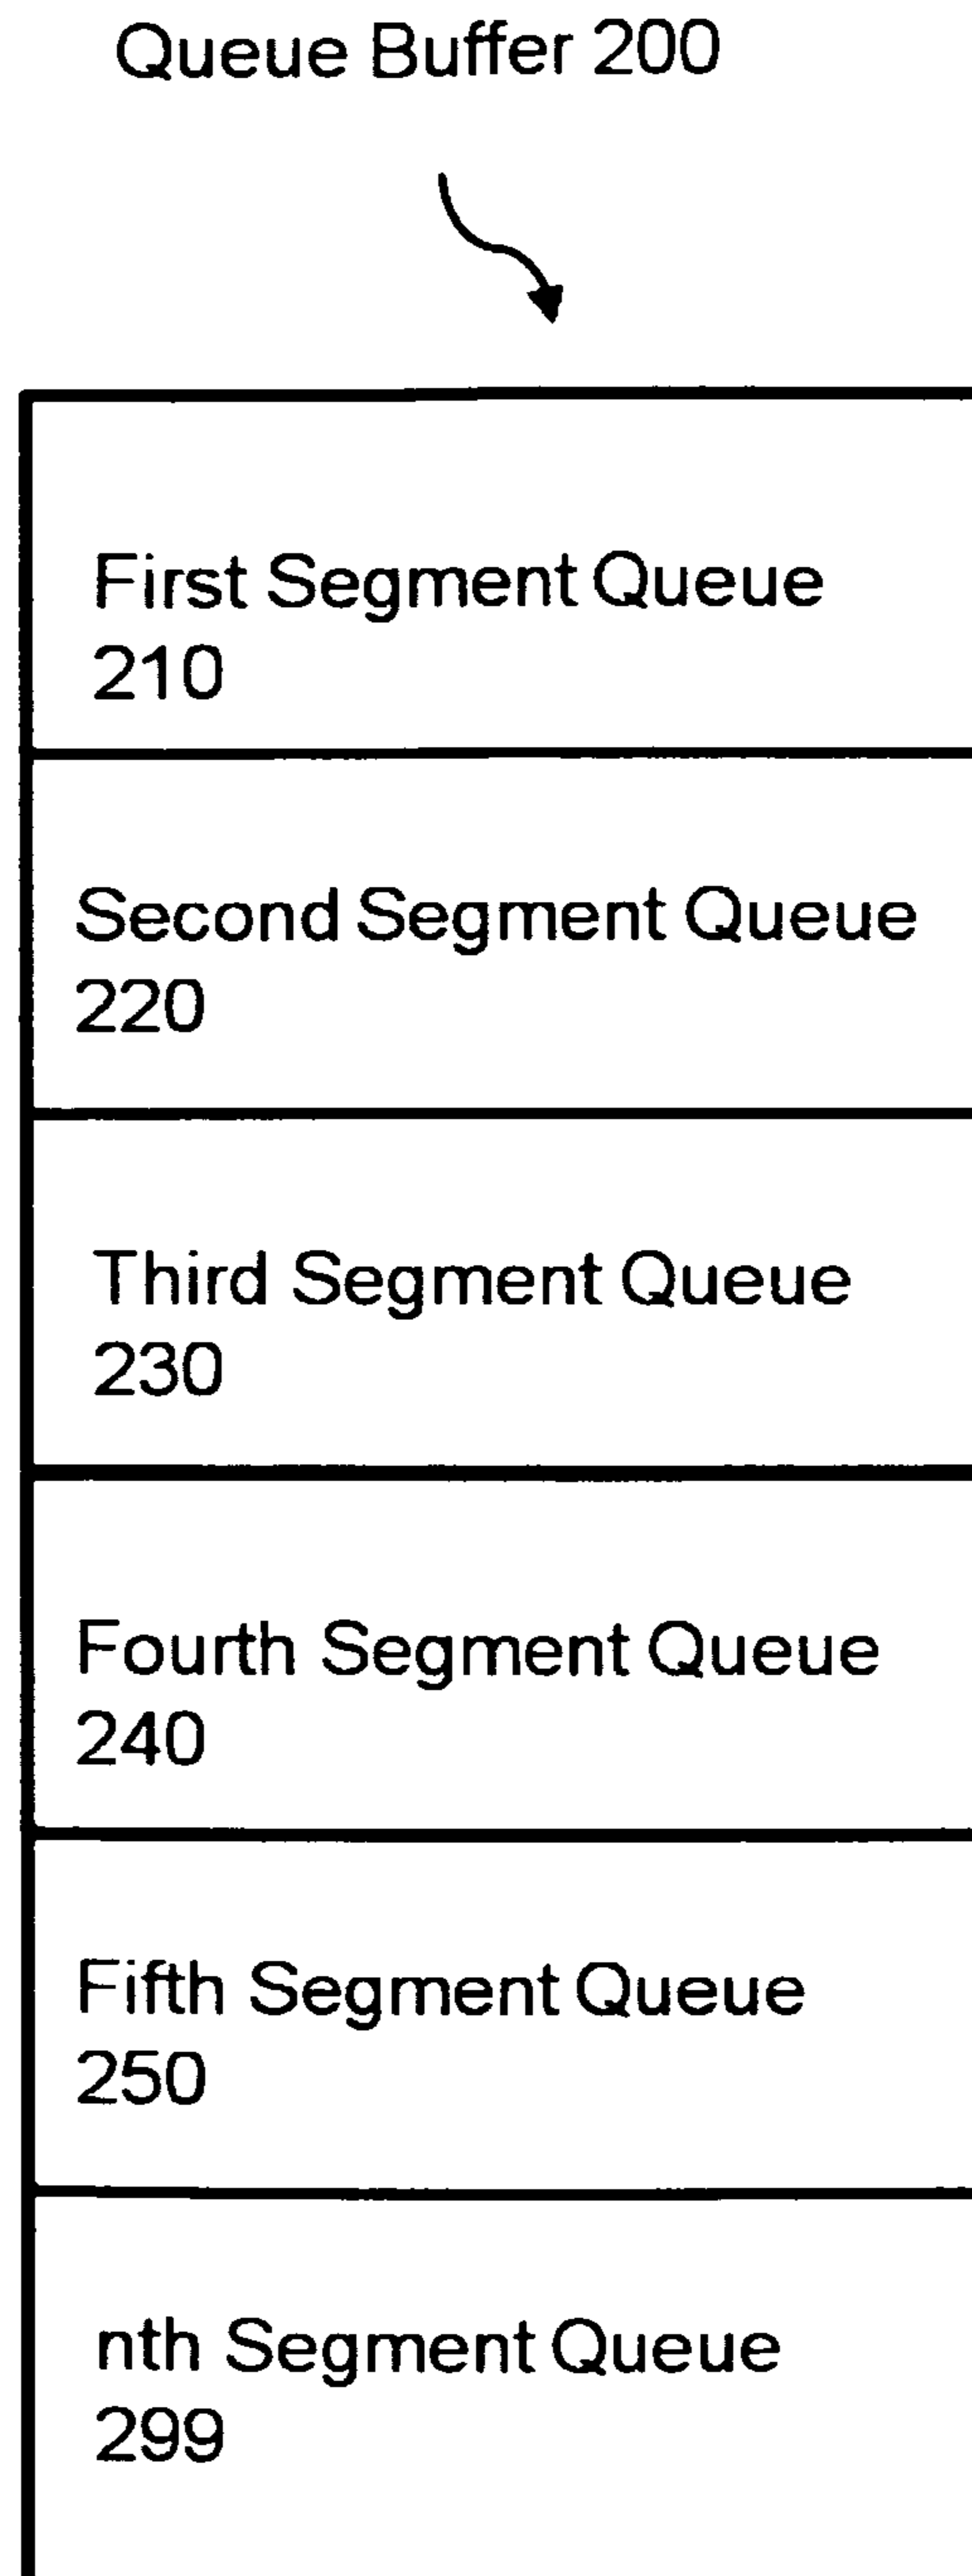 Queue Buffer 200
First Segment Queue
210
Second Segment Queue
220
Third Segment Queue
230
Fourth Segment Queue
240
Fifth Segment Queue
250
nth Segment Queue
299